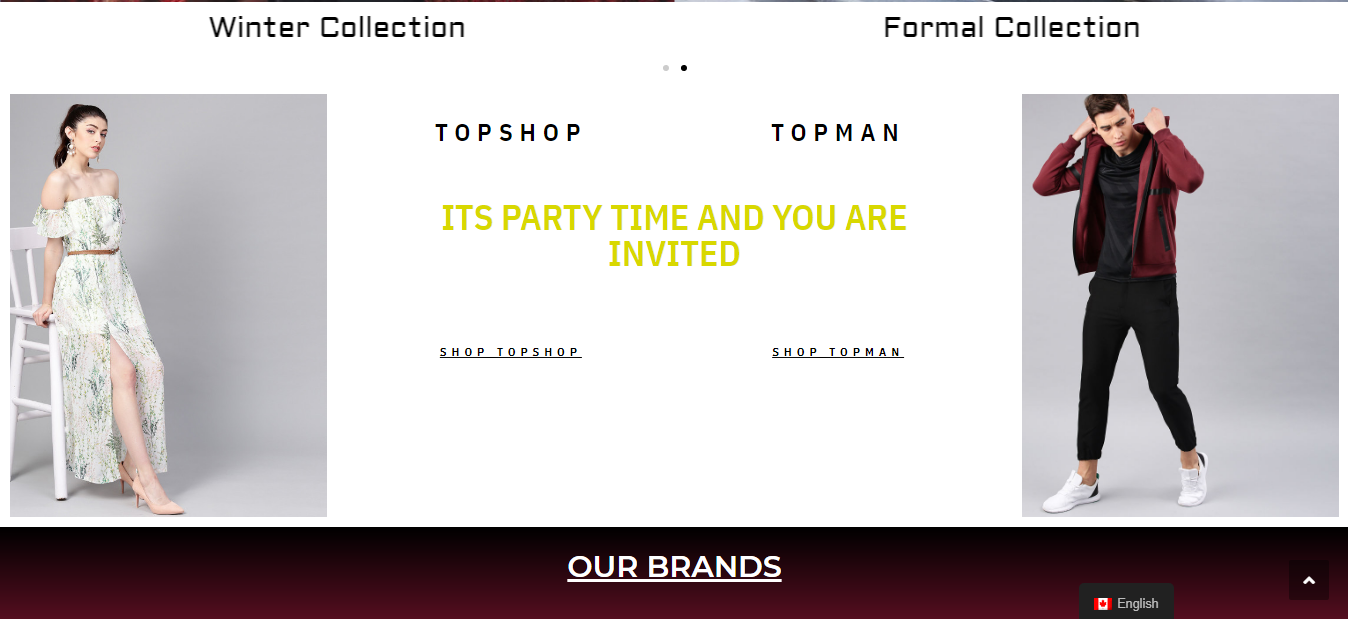 Winter Collection
Formal Collection
TOPSHOP
TOPMAN
ITS PARTY TIME AND YOU ARE
INVITED
SHOP TOPSHOP
SHOP TOPMAN
OUR BRANDS
English